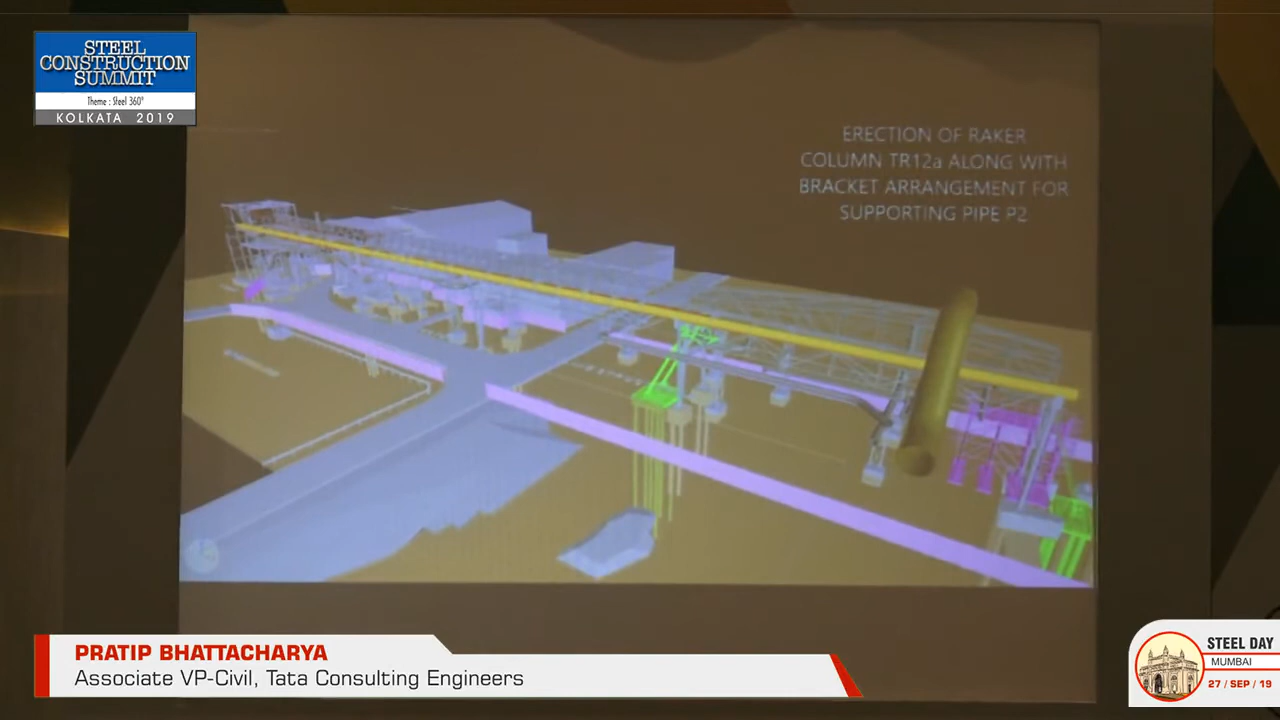 STEEL
CONSTRUCTION
SUMMIT
Theme : Steel 360°
KOLKATA 2019
ERECTION OF RAKER
COLUMN TR12a ALONG WITH
BRACKET ARRANGEMENT FOR
SUPPORTING PIPE P2
PRATIP BHATTACHARYA
Associate VP-Civil, Tata Consulting Engineers
STEEL DAY
MUMBAI
27 / SEP / 19